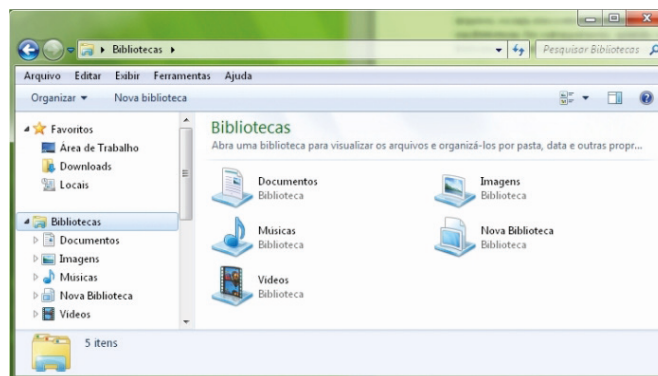 Bibliotecas
Pesquisar Bibliotecas
Arquivo Editar Exibir Ferramentas Ajuda
Organizar Nova biblioteca
Favoritos
Área de Trabalho
Downloads
Locais
Bibliotecas
Documentos
Imagens
Músicas
Nova Biblioteca
Vídeos
Bibliotecas
Abra uma biblioteca para visualizar os arquivos e organizá-los por pasta, data e outras propr...
Documentos
Biblioteca
Imagens
Biblioteca
Músicas
Biblioteca
Nova Biblioteca
Biblioteca
Vídeos
Biblioteca
5 itens